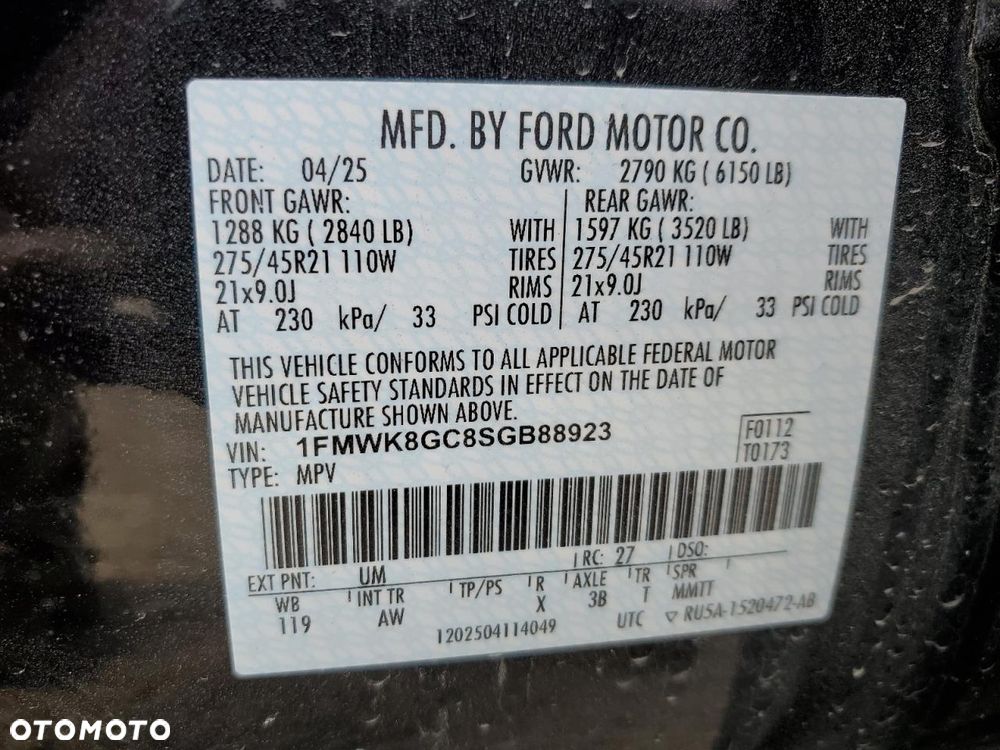 MFD. BY FORD MOTOR CO.
DATE: 04/25 GVWR: 2790 KG ( 6150 LB)
FRONT GAWR: REAR GAWR:
1288 KG ( 2840 LB) WITH 1597 KG ( 3520 LB) WITH
275/45R21 110W TIRES 275/45R21 110W TIRES
21x9.0J RIMS 21x9.0J RIMS
AT 230 kPa/ 33 PSI COLD AT 230 kPa/ 33 PSI COLD
THIS VEHICLE CONFORMS TO ALL APPLICABLE FEDERAL MOTOR
VEHICLE SAFETY STANDARDS IN EFFECT ON THE DATE OF
MANUFACTURE SHOWN ABOVE.
VIN: 1FMWK8GC8SGB88923 F0112
TYPE: MPV T0173
EXT PNT: UM RC: 27 DSO:
WB INT TR TP/PS R AXLE TR SPR
119 AW X 3B T MMTT
1202504114049 UTC ▽ RU5A-1520472-AB
OTOMOTO